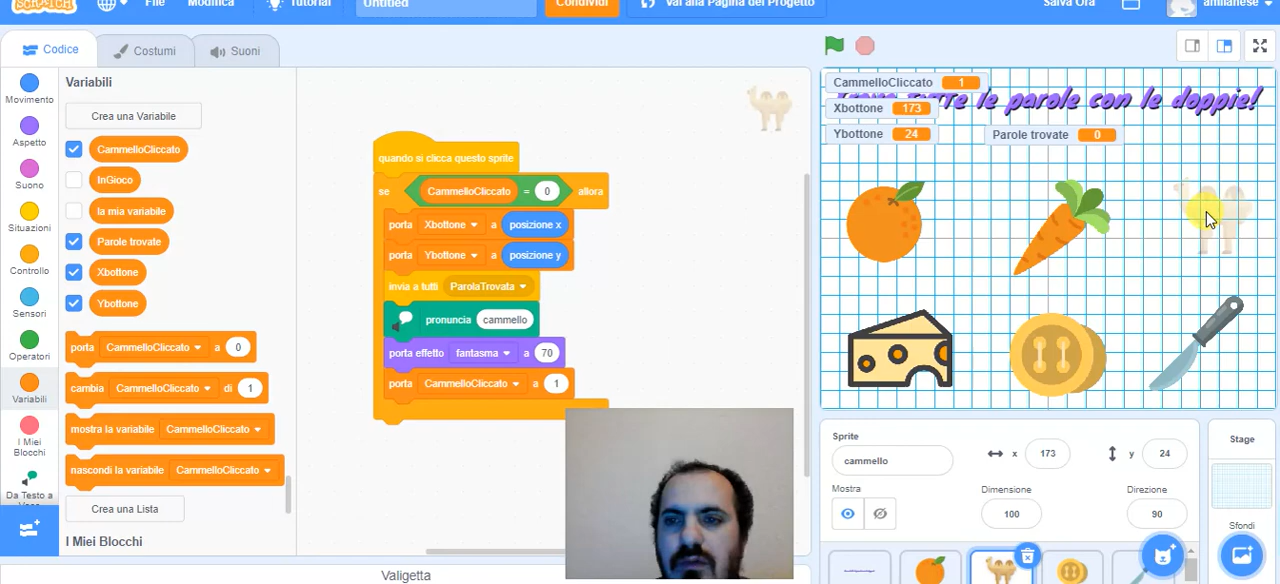 SCRATCH File Modifica Tutorial Untitled Condividi Vai alla Pagina del Progetto Salva Ora amilanese
Codice Costumi Suoni
Movimento
Aspetto
Suono
Situazioni
Controllo
Sensori
Operatori
Variabili
I Miei
Blocchi
Da Testo a
Variabili
Crea una Variabile
CammelloCliccato
InGioco
la mia variabile
Parole trovate
Xbottone
Ybottone
porta CammelloCliccato a 0
cambia CammelloCliccato di 1
mostra la variabile CammelloCliccato
nascondi la variabile CammelloCliccato
Crea una Lista
I Miei Blocchi
quando si clicca questo sprite
se CammelloCliccato = 0 allora
porta Xbottone a posizione x
porta Ybottone a posizione y
invia a tutti ParolaTrovata
pronuncia cammello
porta effetto fantasma a 70
porta CammelloCliccato a 1
Valigetta
CammelloCliccato 1
tutte le parole con le doppie!
Xbottone 173
Ybottone 24
Parole trovate 0
Sprite
cammello
x 173
y 24
Mostra
Dimensione
100
Direzione
90
Stage
Sfondi